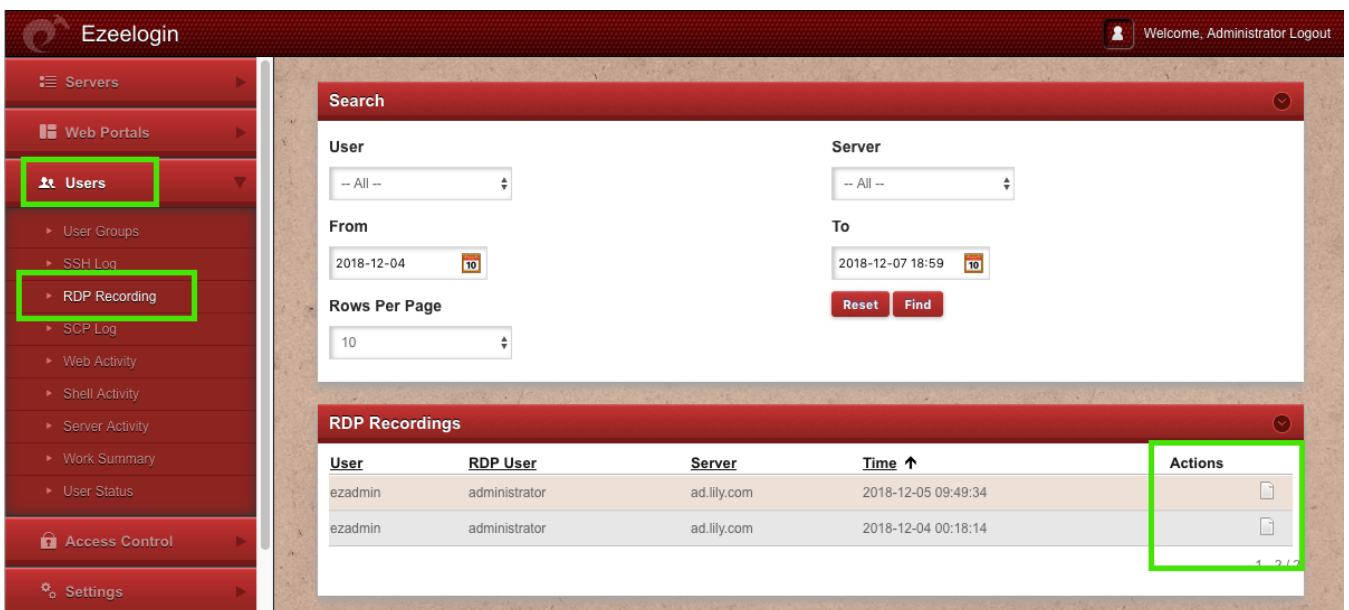 Ezeelogin
Welcome, Administrator Logout
Servers
Web Portals
Users
User Groups
SSH Log
RDP Recording
SCP Log
Web Activity
Shell Activity
Server Activity
Work Summary
User Status
Access Control
Settings
Search
User
Server
-- All --
-- All --
From
To
2018-12-04
10
2018-12-07 18:59
10
Rows Per Page
Reset
Find
10
RDP Recordings
User RDP User Server Time Actions
ezadmin administrator ad.lily.com 2018-12-05 09:49:34
ezadmin administrator ad.lily.com 2018-12-04 00:18:14